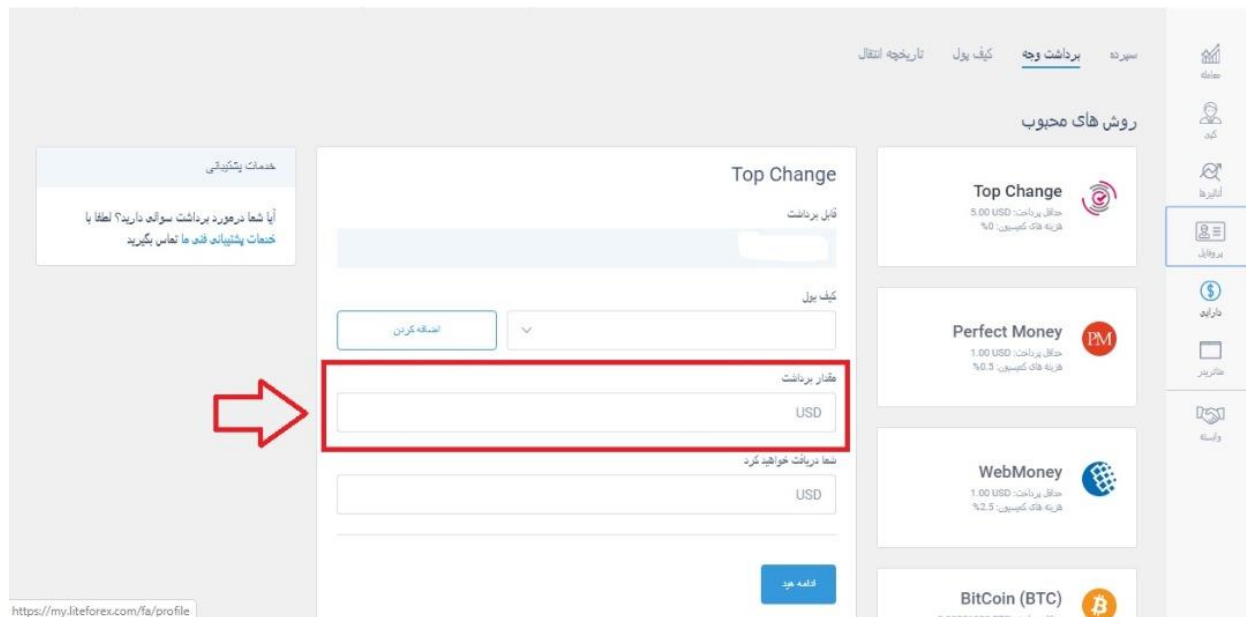 سپرده برداشت وجه کیف پول تاریخچه انتقال
معامله
کپی
آنالیزها
پروفایل
دارایی
متاتریدر
وابسته
روش های محبوب
Top Change
حداقل پرداخت: 5.00 USD
هزینه های کمیسیون: 0%
Perfect Money
حداقل پرداخت: 1.00 USD
هزینه های کمیسیون: 0.5%
WebMoney
حداقل پرداخت: 1.00 USD
هزینه های کمیسیون: 2.5%
BitCoin (BTC)
Top Change
قابل برداشت
کیف پول
اضافه کردن
مقدار برداشت
USD
شما دریافت خواهید کرد
USD
ادامه هید
خدمات پشتیبانی
آیا شما درمورد برداشت سوالی دارید؟ لطفا با
خدمات پشتیبانی فنی ما تماس بگیرید
https://my.liteforex.com/fa/profile